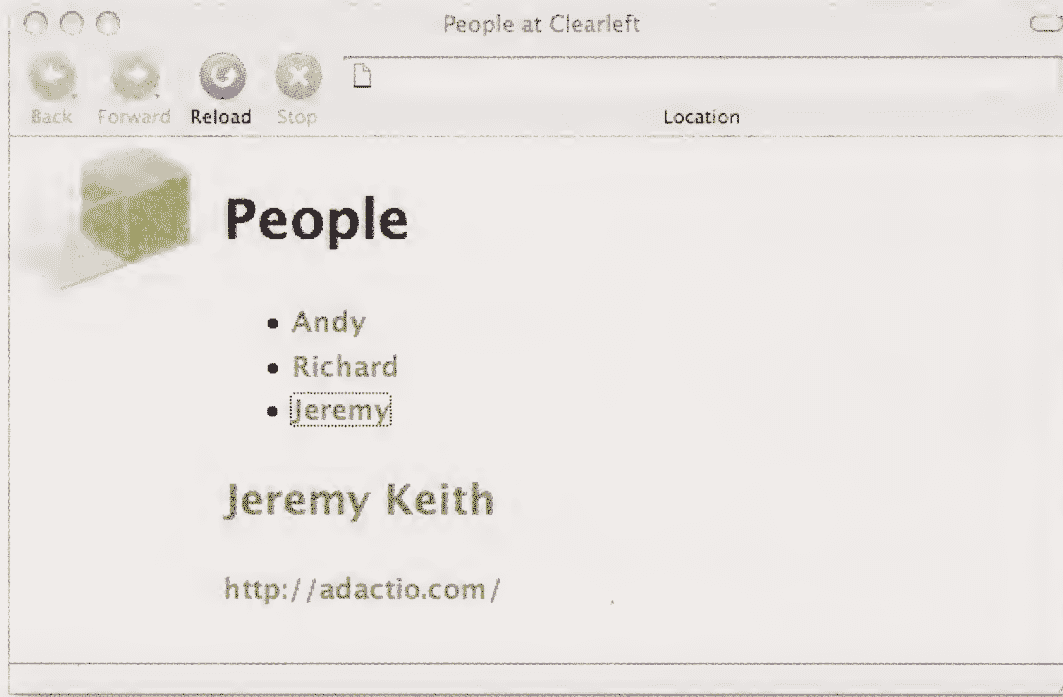 People at Clearleft
Back Forward Reload Stop
Location
People
• Andy
• Richard
• Jeremy
Jeremy Keith
http://adactio.com/